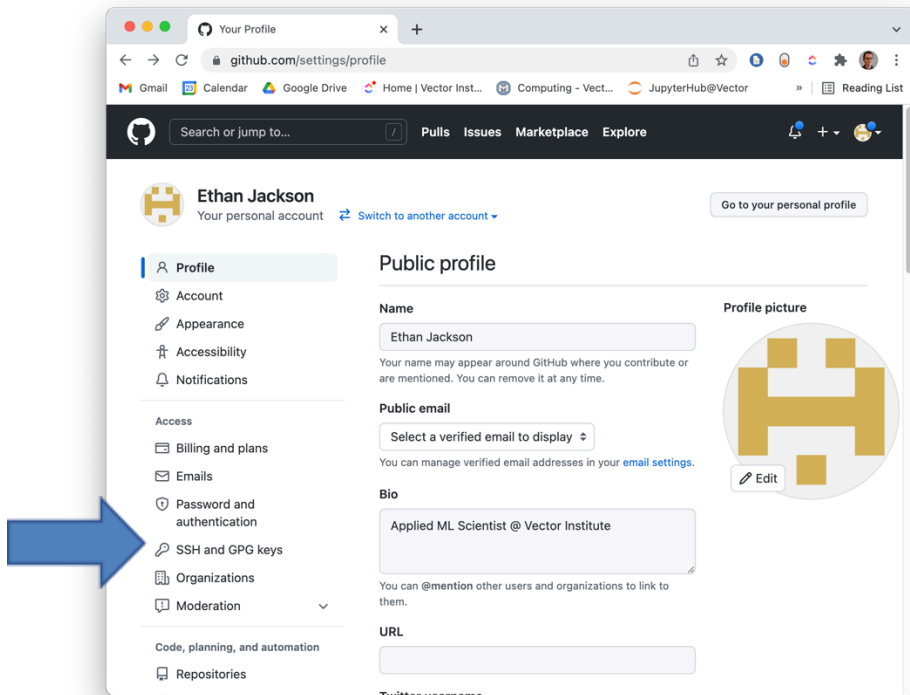 Your Profile
github.com/settings/profile
Gmail
31
Calendar
Google Drive
Home | Vector Inst...
Computing - Vect...
JupyterHub@Vector
»
Reading List
Search or jump to...
/
Pulls
Issues
Marketplace
Explore
Ethan Jackson
Your personal account
Switch to another account
Go to your personal profile
Profile
Account
Appearance
Accessibility
Notifications
Access
Billing and plans
Emails
Password and
authentication
SSH and GPG keys
Organizations
Moderation
Code, planning, and automation
Repositories
Public profile
Name
Ethan Jackson
Your name may appear around GitHub where you contribute or
are mentioned. You can remove it at any time.
Public email
Select a verified email to display
You can manage verified email addresses in your email settings.
Bio
Applied ML Scientist @ Vector Institute
You can @mention other users and organizations to link to
them.
URL
Twitter username
Profile picture
Edit